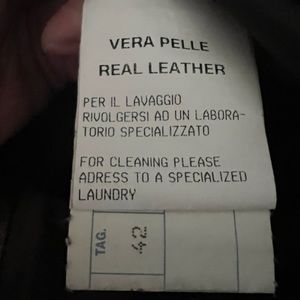 VERA PELLE
REAL LEATHER
PER IL LAVAGGIO
RIVOLGERSI AD UN LABORA-
TORIO SPECIALIZZATO
FOR CLEANING PLEASE
ADRESS TO A SPECIALIZED
LAUNDRY
TAG. 42